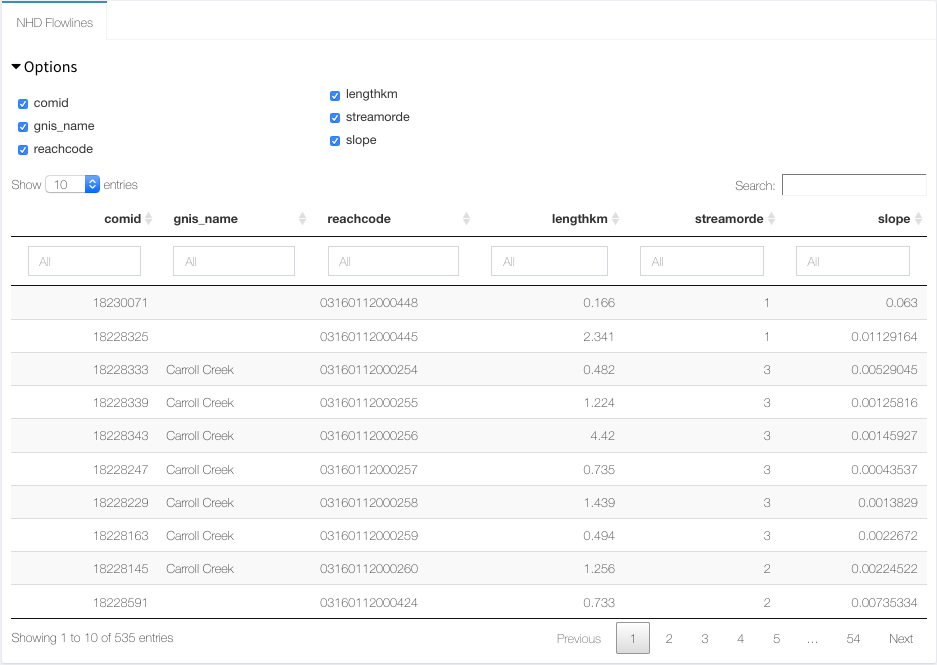 NHD Flowlines
Options
comid
gnis_name
reachcode
lengthkm
streamorde
slope
Show 10 entries
Search:
comid gnis_name reachcode lengthkm streamorde slope
All All All All All All
18230071 03160112000448 0.166 1 0.063
18228325 03160112000445 2.341 1 0.01129164
18228333 Carroll Creek 03160112000254 0.482 3 0.00529045
18228339 Carroll Creek 03160112000255 1.224 3 0.00125816
18228343 Carroll Creek 03160112000256 4.42 3 0.00145927
18228247 Carroll Creek 03160112000257 0.735 3 0.00043537
18228229 Carroll Creek 03160112000258 1.439 3 0.0013829
18228163 Carroll Creek 03160112000259 0.494 3 0.0022672
18228145 Carroll Creek 03160112000260 1.256 2 0.00224522
18228591 03160112000424 0.733 2 0.00735334
Showing 1 to 10 of 535 entries
Previous 1 2 3 4 5 … 54 Next